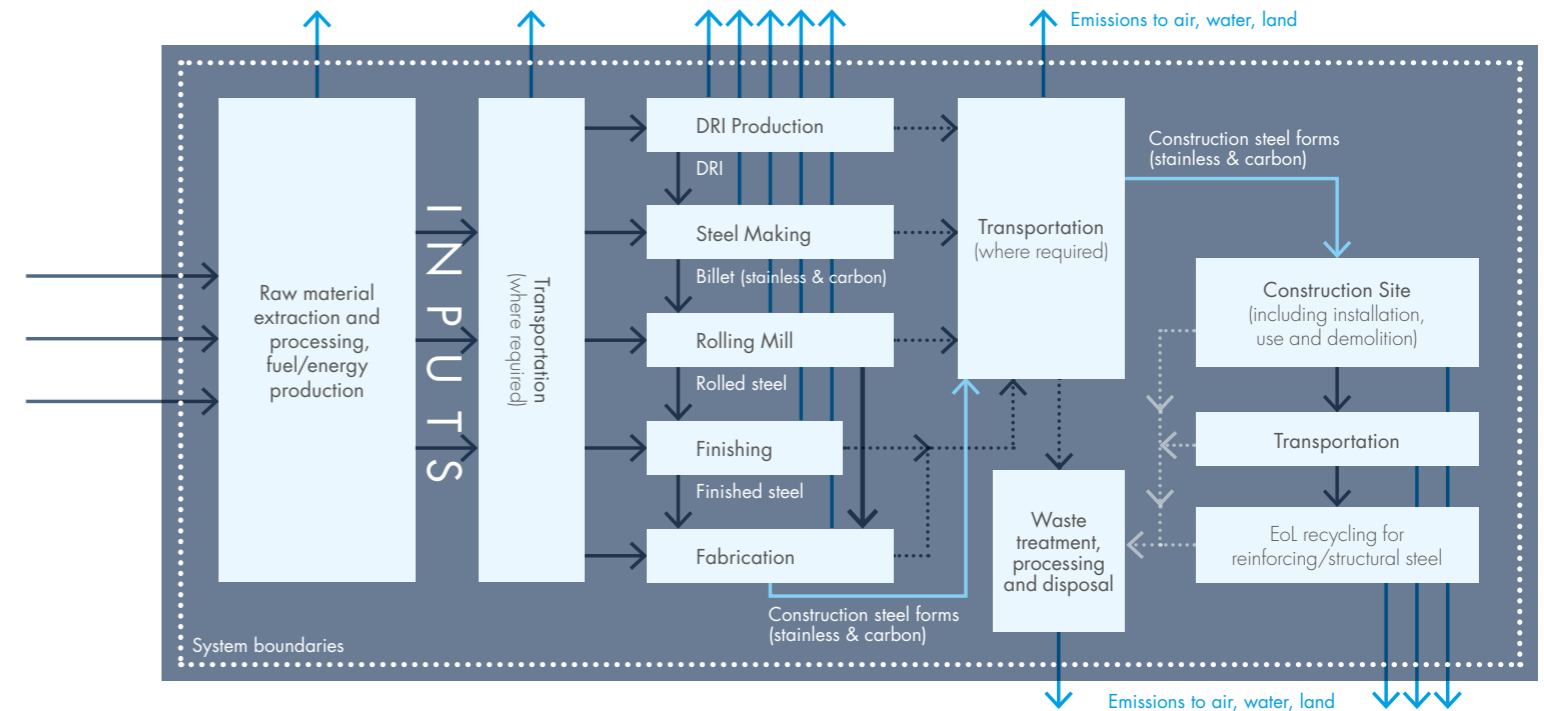 Emissions to air, water, land
Raw material
extraction and
processing,
fuel/energy
production
INPUTS
Transportation
(where required)
DRI Production
DRI
Steel Making
Billet (stainless & carbon)
Rolling Mill
Rolled steel
Finishing
Finished steel
Fabrication
Construction steel forms
(stainless & carbon)
Transportation
(where required)
Construction steel forms
(stainless & carbon)
Construction Site
(including installation,
use and demolition)
Transportation
EoL recycling for
reinforcing/structural steel
Waste
treatment,
processing
and disposal
System boundaries
Emissions to air, water, land